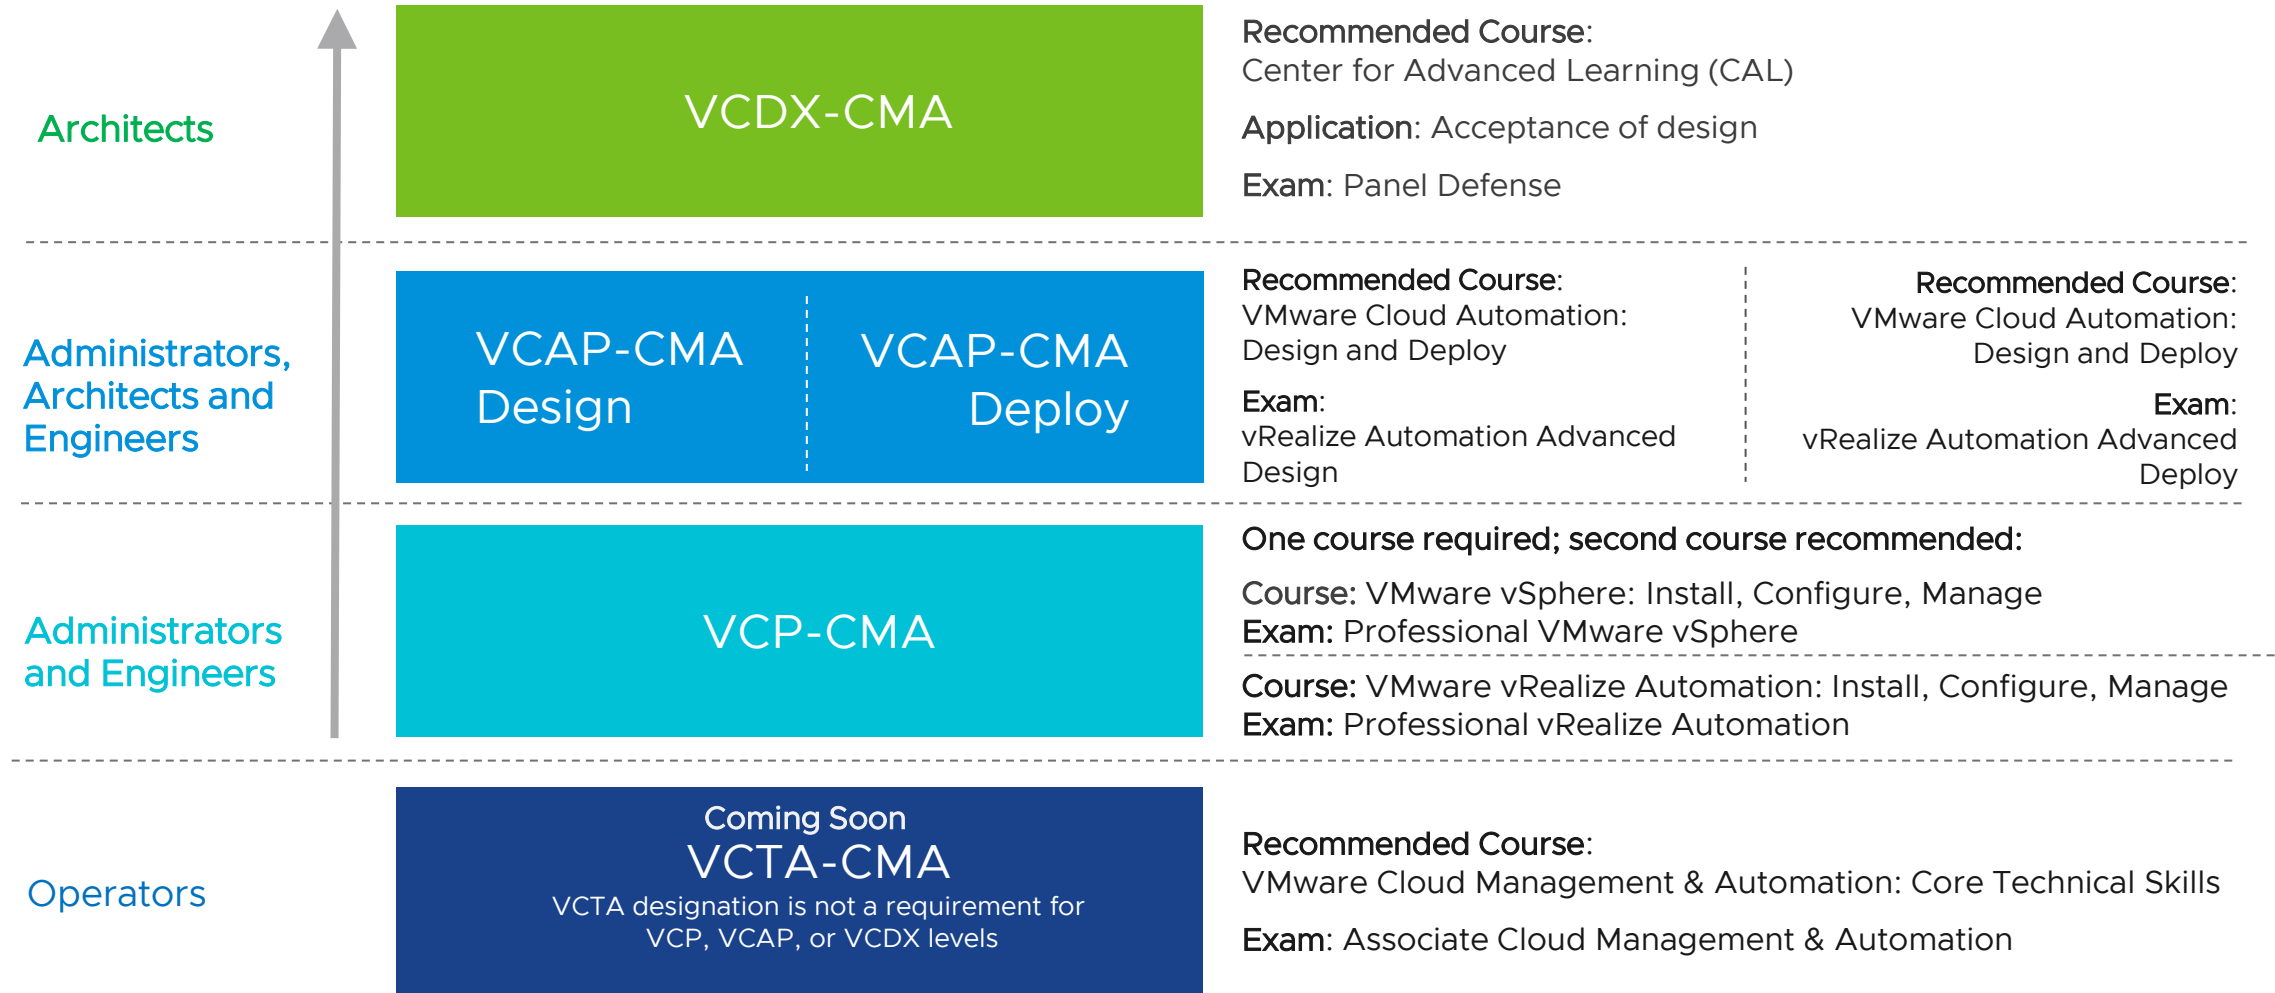 Architects
VCDX-CMA
Recommended Course:
Center for Advanced Learning (CAL)
Application: Acceptance of design
Exam: Panel Defense
Administrators,
Architects and
Engineers
VCAP-CMA
Design
VCAP-CMA
Deploy
Recommended Course:
VMware Cloud Automation:
Design and Deploy
Exam:
vRealize Automation Advanced
Design
Recommended Course:
VMware Cloud Automation:
Design and Deploy
Exam:
vRealize Automation Advanced
Deploy
Administrators
and Engineers
VCP-CMA
One course required; second course recommended:
Course: VMware vSphere: Install, Configure, Manage
Exam: Professional VMware vSphere
Course: VMware vRealize Automation: Install, Configure, Manage
Exam: Professional vRealize Automation
Operators
Coming Soon
VCTA-CMA
VCTA designation is not a requirement for
VCP, VCAP, or VCDX levels
Recommended Course:
VMware Cloud Management & Automation: Core Technical Skills
Exam: Associate Cloud Management & Automation